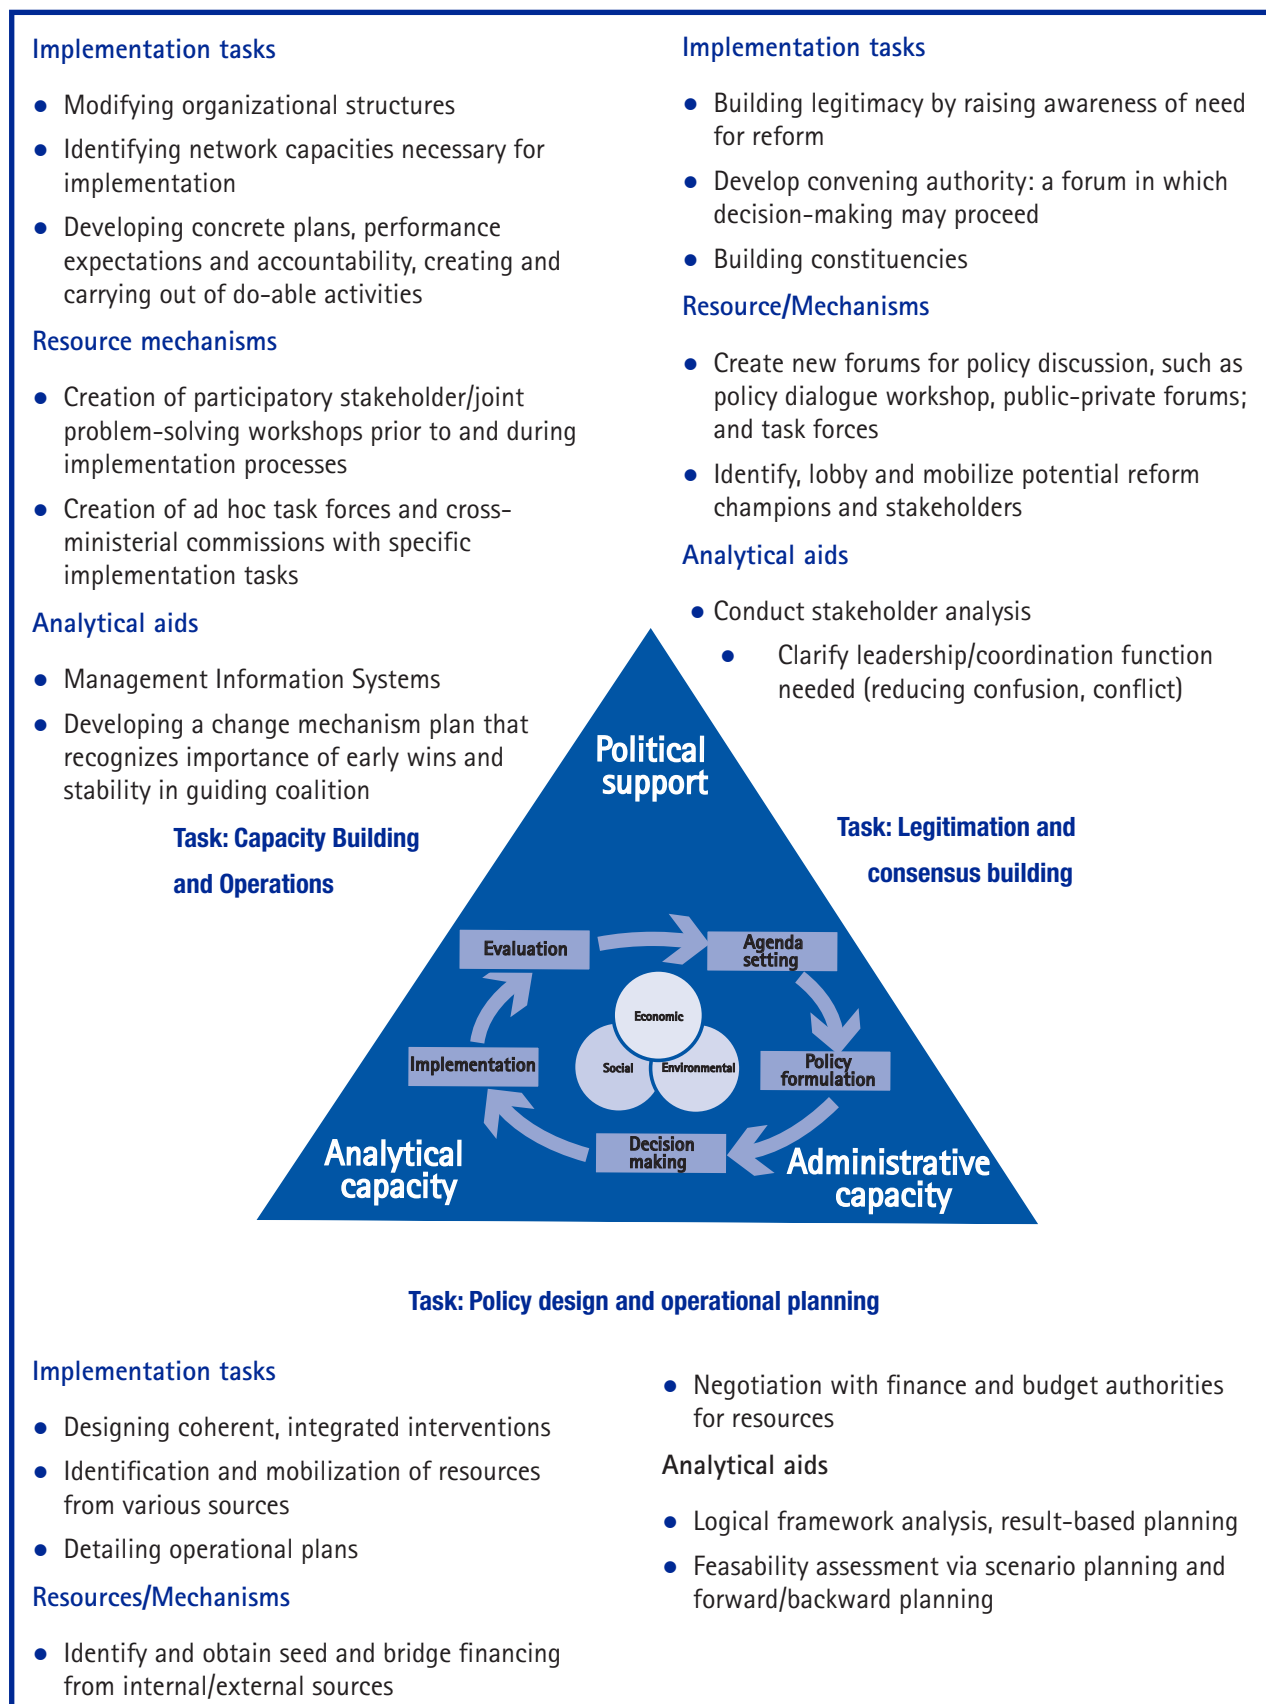 Implementation tasks
● Modifying organizational structures
● Identifying network capacities necessary for
implementation
● Developing concrete plans, performance
expectations and accountability, creating and
carrying out of do-able activities
Resource mechanisms
● Creation of participatory stakeholder/joint
problem-solving workshops prior to and during
implementation processes
● Creation of ad hoc task forces and cross-
ministerial commissions with specific
implementation tasks
Analytical aids
● Management Information Systems
● Developing a change mechanism plan that
recognizes importance of early wins and
stability in guiding coalition
Task: Capacity Building
and Operations
Implementation tasks
● Building legitimacy by raising awareness of need
for reform
● Develop convening authority: a forum in which
decision-making may proceed
● Building constituencies
Resource/Mechanisms
● Create new forums for policy discussion, such as
policy dialogue workshop, public-private forums;
and task forces
● Identify, lobby and mobilize potential reform
champions and stakeholders
Analytical aids
● Conduct stakeholder analysis
● Clarify leadership/coordination function
needed (reducing confusion, conflict)
Task: Legitimation and
consensus building
Political
support
Evaluation
Agenda
setting
Economic
Social
Environmental
Implementation
Policy
formulation
Decision
making
Analytical
capacity
Administrative
capacity
Task: Policy design and operational planning
Implementation tasks
● Designing coherent, integrated interventions
● Identification and mobilization of resources
from various sources
● Detailing operational plans
Resources/Mechanisms
● Identify and obtain seed and bridge financing
from internal/external sources
● Negotiation with finance and budget authorities
for resources
Analytical aids
● Logical framework analysis, result-based planning
● Feasability assessment via scenario planning and
forward/backward planning